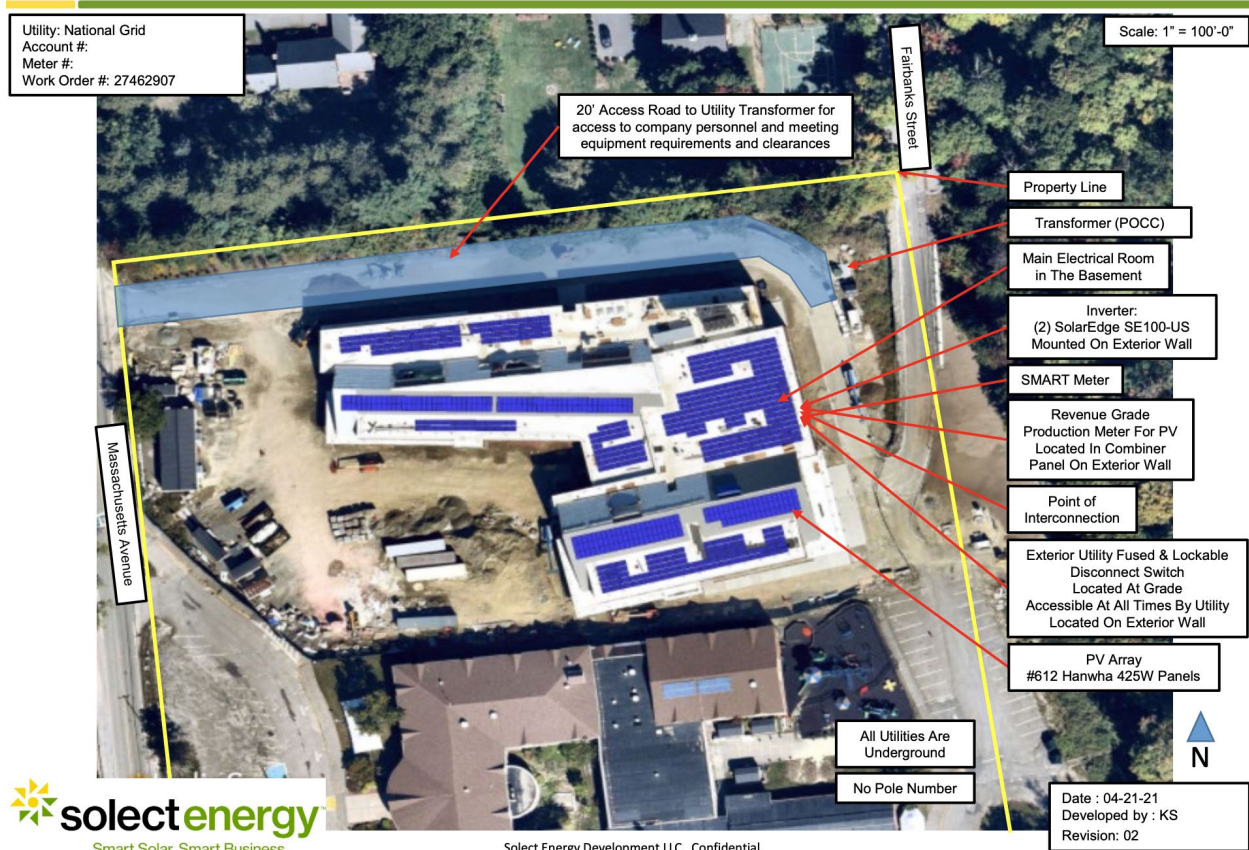 Utility: National Grid
Account #:
Meter #:
Work Order #: 27462907
Scale: 1” = 100’-0”
Fairbanks Street
20’ Access Road to Utility Transformer for
access to company personnel and meeting
equipment requirements and clearances
Property Line
Transformer (POCC)
Main Electrical Room
in The Basement
Inverter:
(2) SolarEdge SE100-US
Mounted On Exterior Wall
SMART Meter
Revenue Grade
Production Meter For PV
Located In Combiner
Panel On Exterior Wall
Point of
Interconnection
Exterior Utility Fused & Lockable
Disconnect Switch
Located At Grade
Accessible At All Times By Utility
Located On Exterior Wall
PV Array
#612 Hanwha 425W Panels
Massachusetts Avenue
All Utilities Are
Underground
No Pole Number
N
Date : 04-21-21
Developed by : KS
Revision: 02
solectenergy
Smart Solar. Smart Business.
Solect Energy Development LLC. Confidential